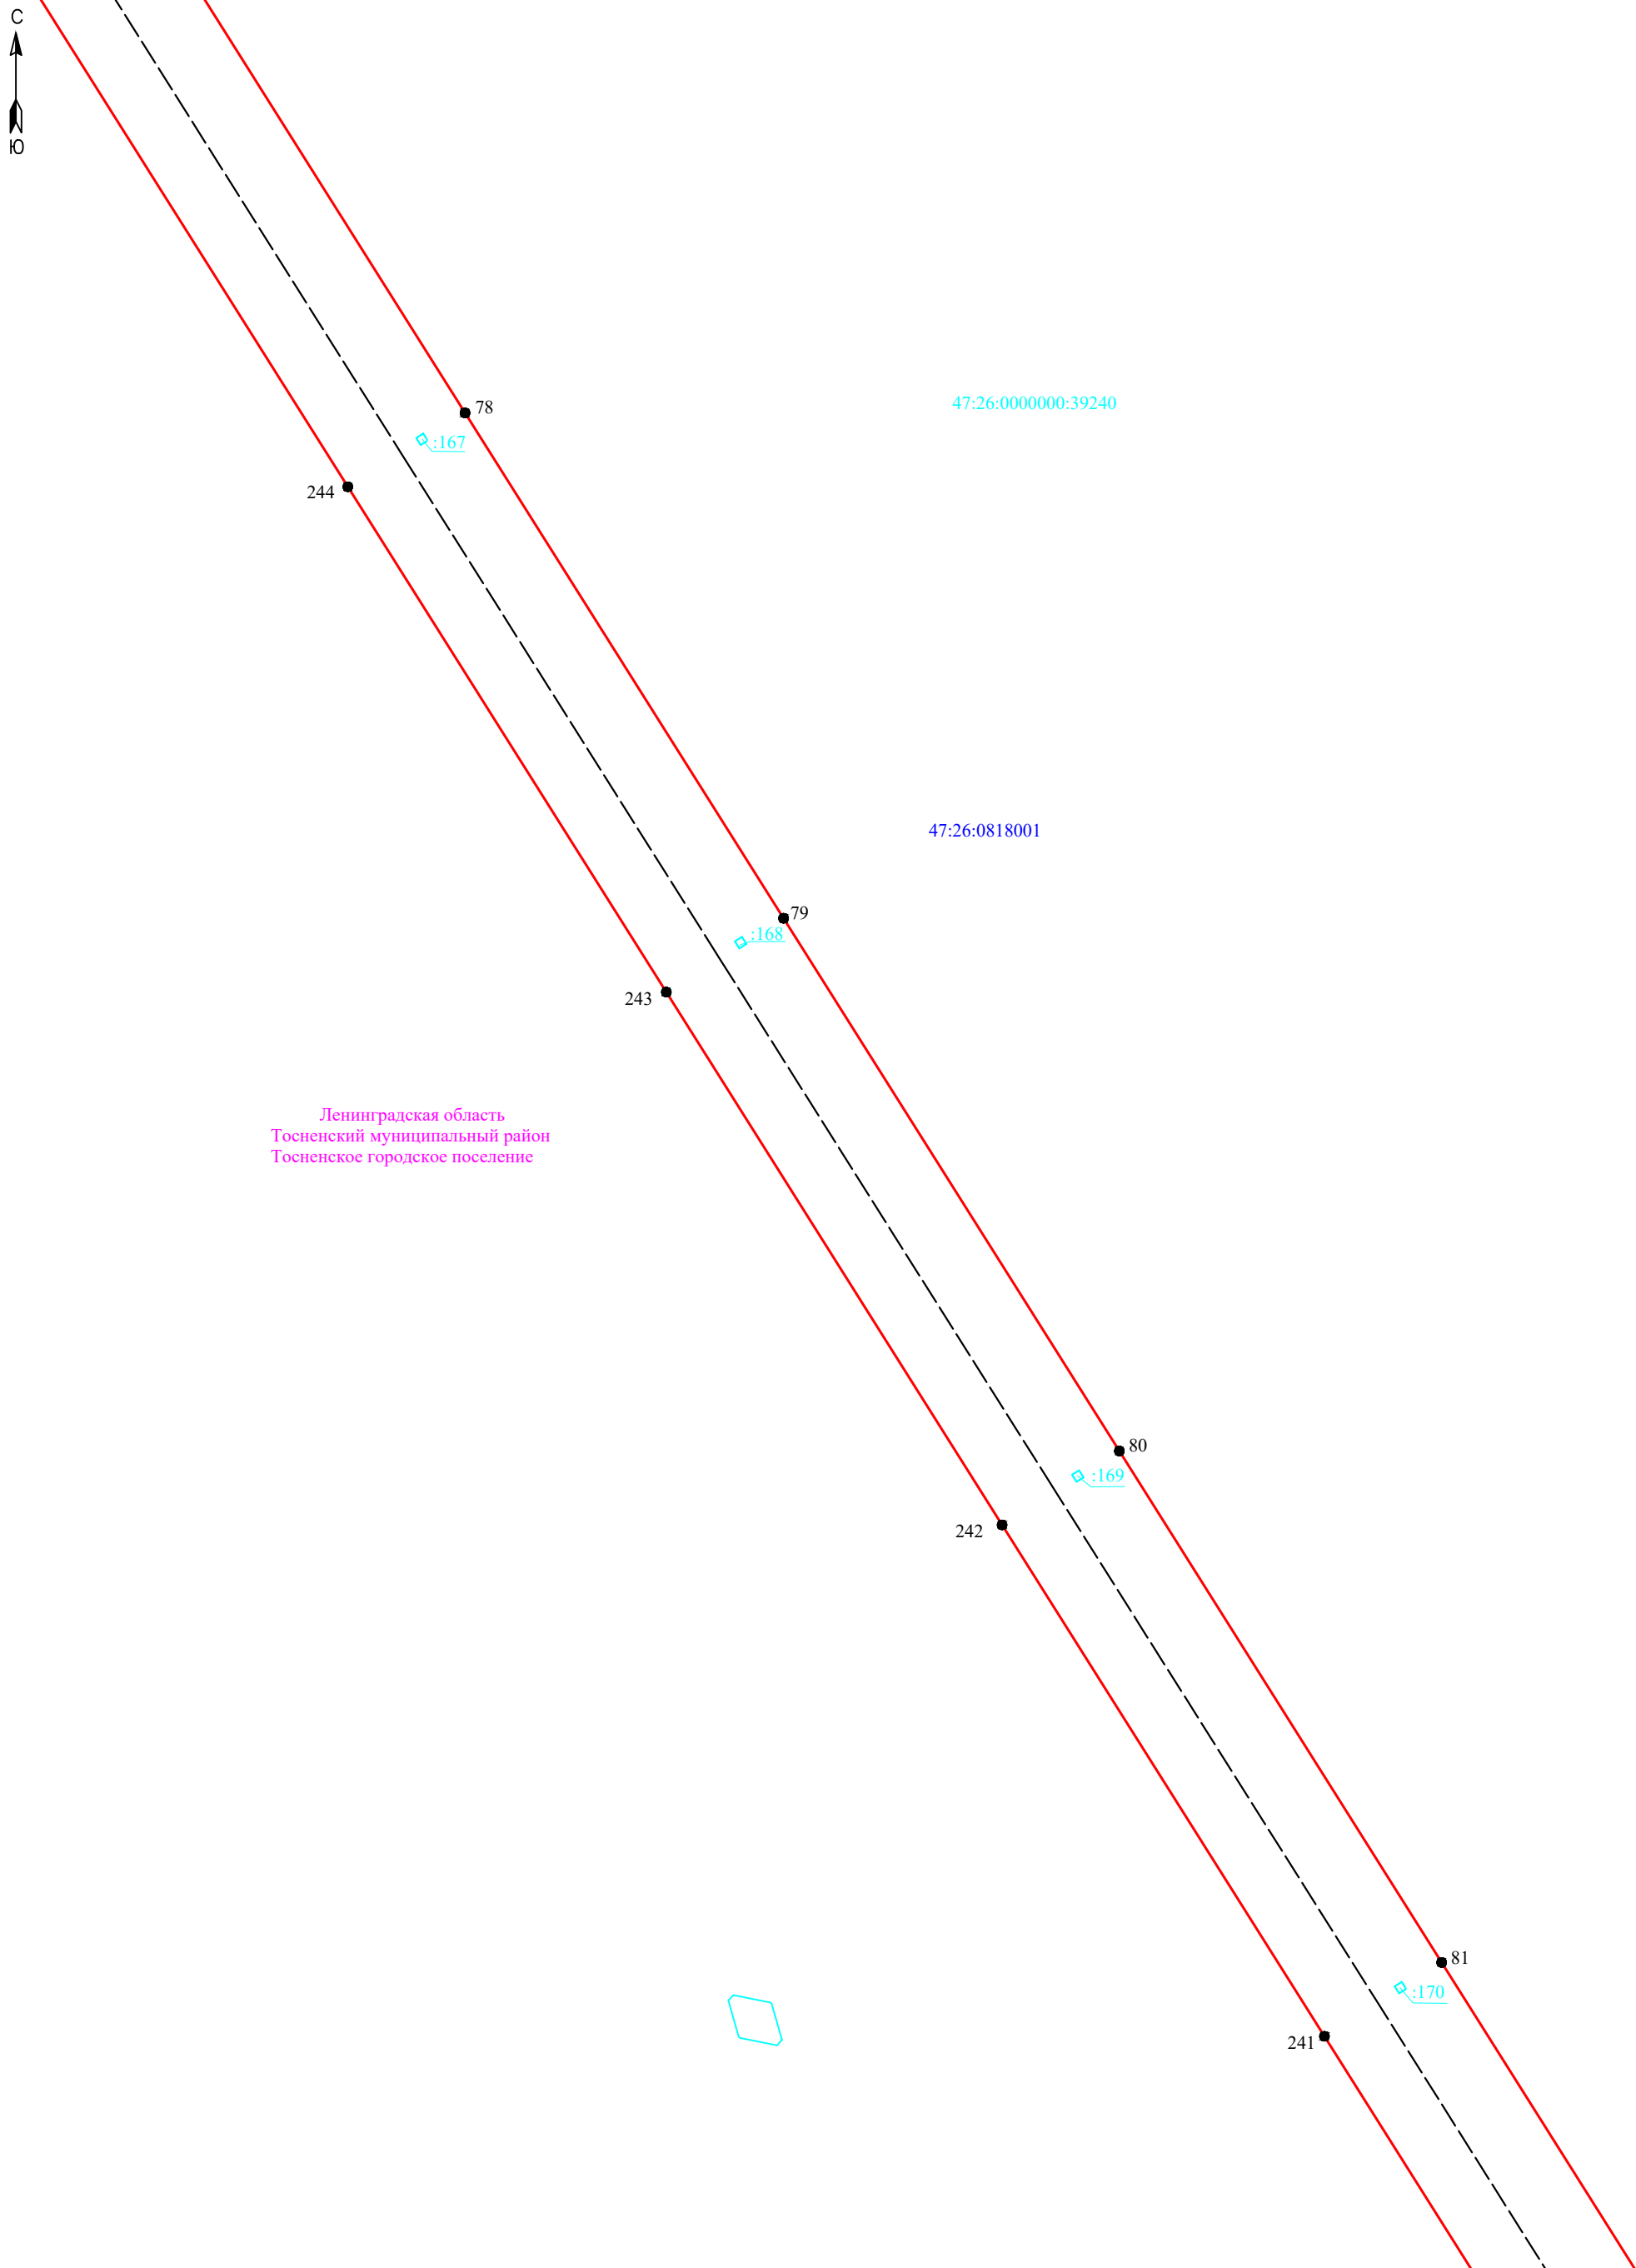 С
Ю
47:26:0000000:39240
78
:167
244
47:26:0818001
79
:168
243
Ленинградская область
Тосненский муниципальный район
Тосненское городское поселение
80
:169
242
81
:170
241